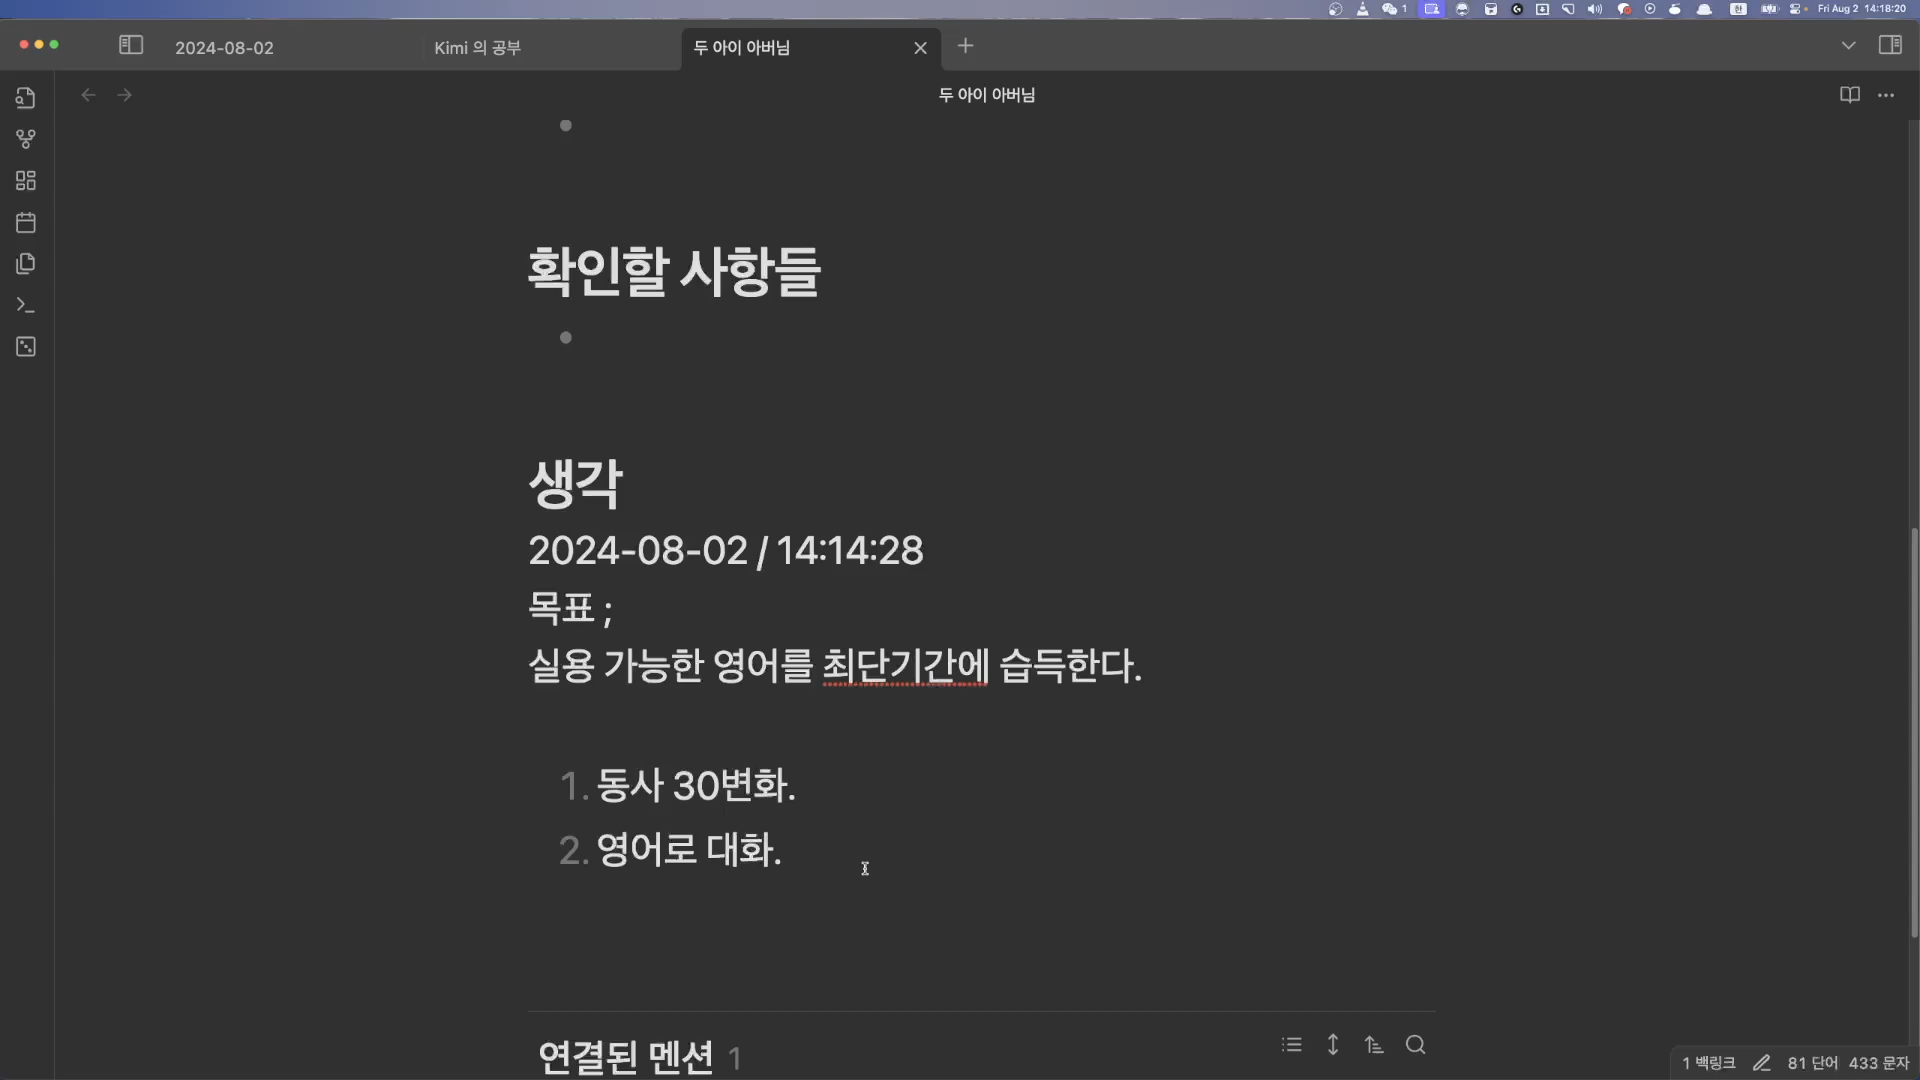 1 한 Fri Aug 2 14:18:20
2024-08-02 Kimi 의 공부 두 아이 아버님
두 아이 아버님
확인할 사항들
생각
2024-08-02 / 14:14:28
목표 ;
실용 가능한 영어를 최단기간에 습득한다.
1. 동사 30변화.
2. 영어로 대화.
연결된 멘션 1
1 백링크 81 단어 433 문자